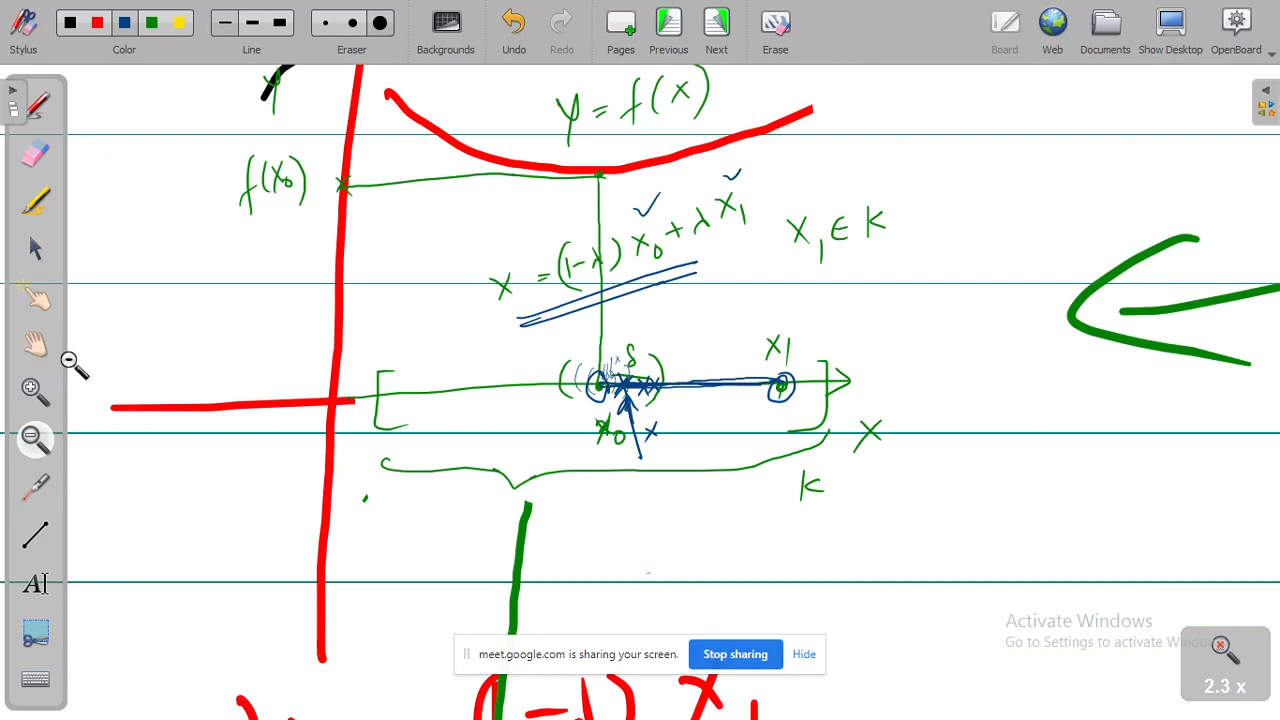 Stylus
Color
Line
Eraser
Backgrounds
Undo
Redo
Pages
Previous
Next
Erase
Board
Web
Documents
Show Desktop
OpenBoard
y
y = f(x)
f(x₀)
x = (1-λ) x₀ + λ x₁
x₁ ∈ K
δ
x₁
x₀
x
X
K
Activate Windows
Go to Settings to activate Windows.
meet.google.com is sharing your screen.
Stop sharing
Hide
2.3 x